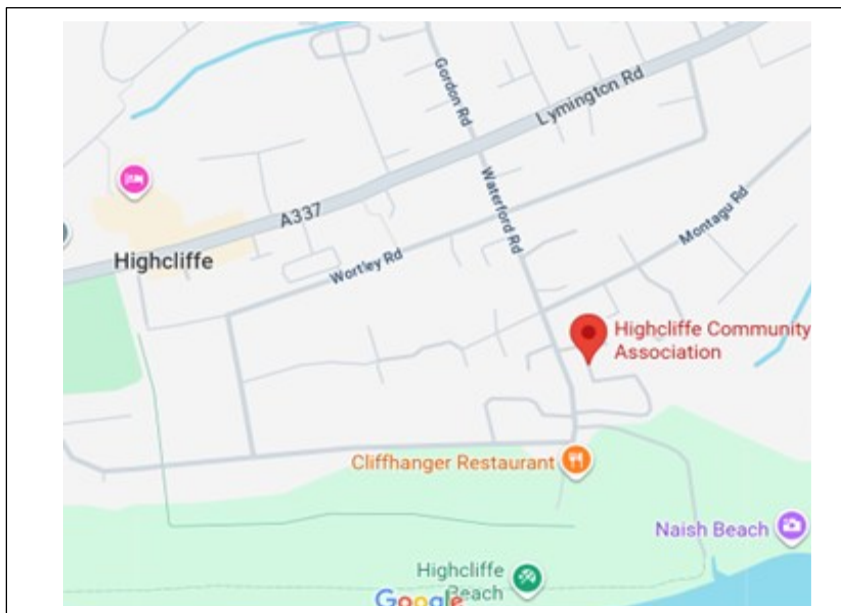 Gordon Rd
Lymington Rd
A337
Waterford Rd
Montagu Rd
Highcliffe
Wortley Rd
Highcliffe Community
Association
Cliffhanger Restaurant
Naish Beach
Highcliffe
Beach
Google